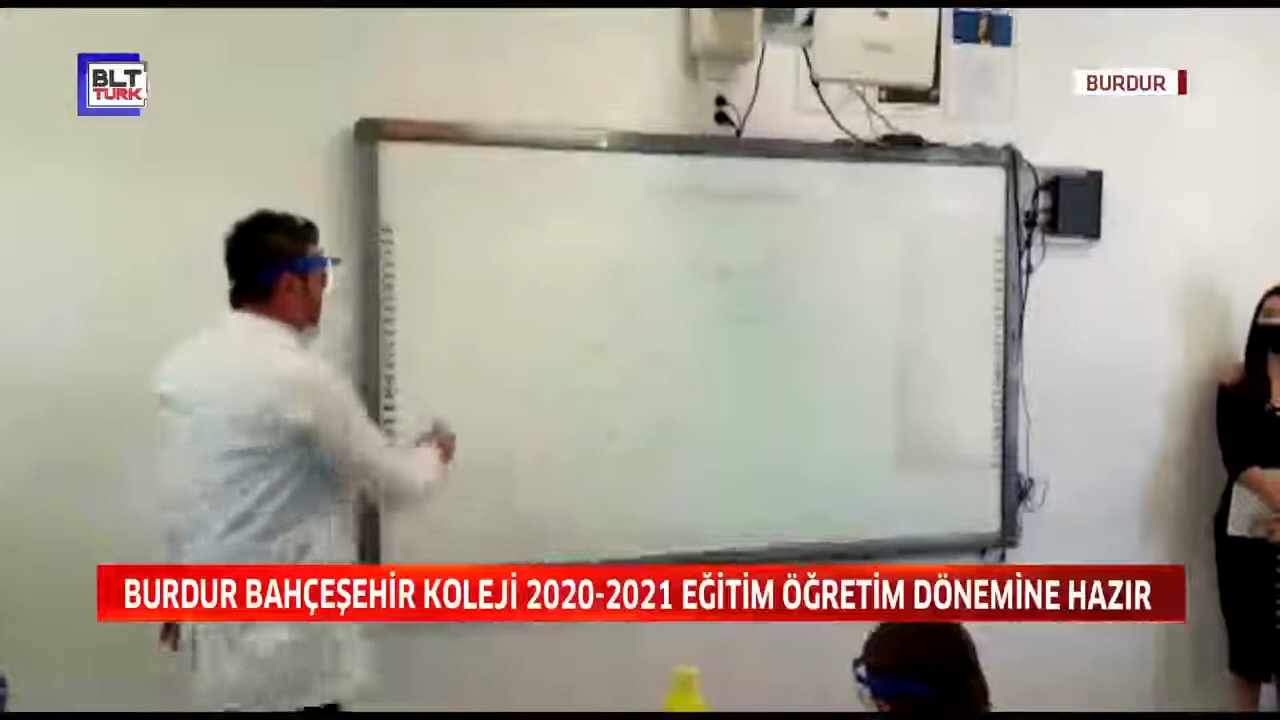 BLT
TURK
BURDUR
BURDUR BAHÇEŞEHİR KOLEJİ 2020-2021 EĞİTİM ÖĞRETİM DÖNEMİNE HAZIR